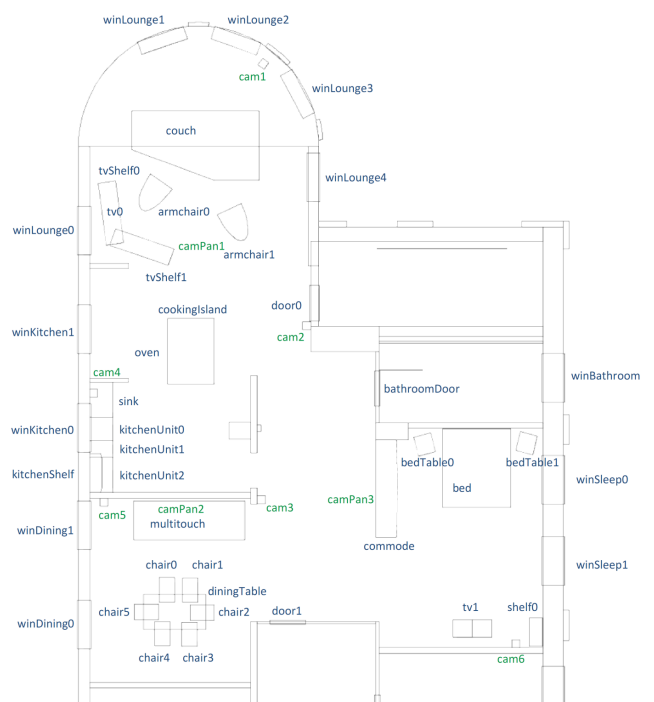 winLounge1
winLounge2
cam1
winLounge3
couch
tvShelf0
winLounge4
tv0
armchair0
winLounge0
camPan1
armchair1
tvShelf1
door0
cookingIsland
winKitchen1
cam2
oven
cam4
winBathroom
bathroomDoor
sink
winKitchen0
kitchenUnit0
kitchenUnit1
bedTable0
bedTable1
kitchenShelf
kitchenUnit2
winSleep0
bed
camPan3
camPan2
cam3
cam5
multitouch
winDining1
commode
chair0
chair1
winSleep1
diningTable
chair5
chair2
door1
tv1
shelf0
winDining0
chair4
chair3
cam6